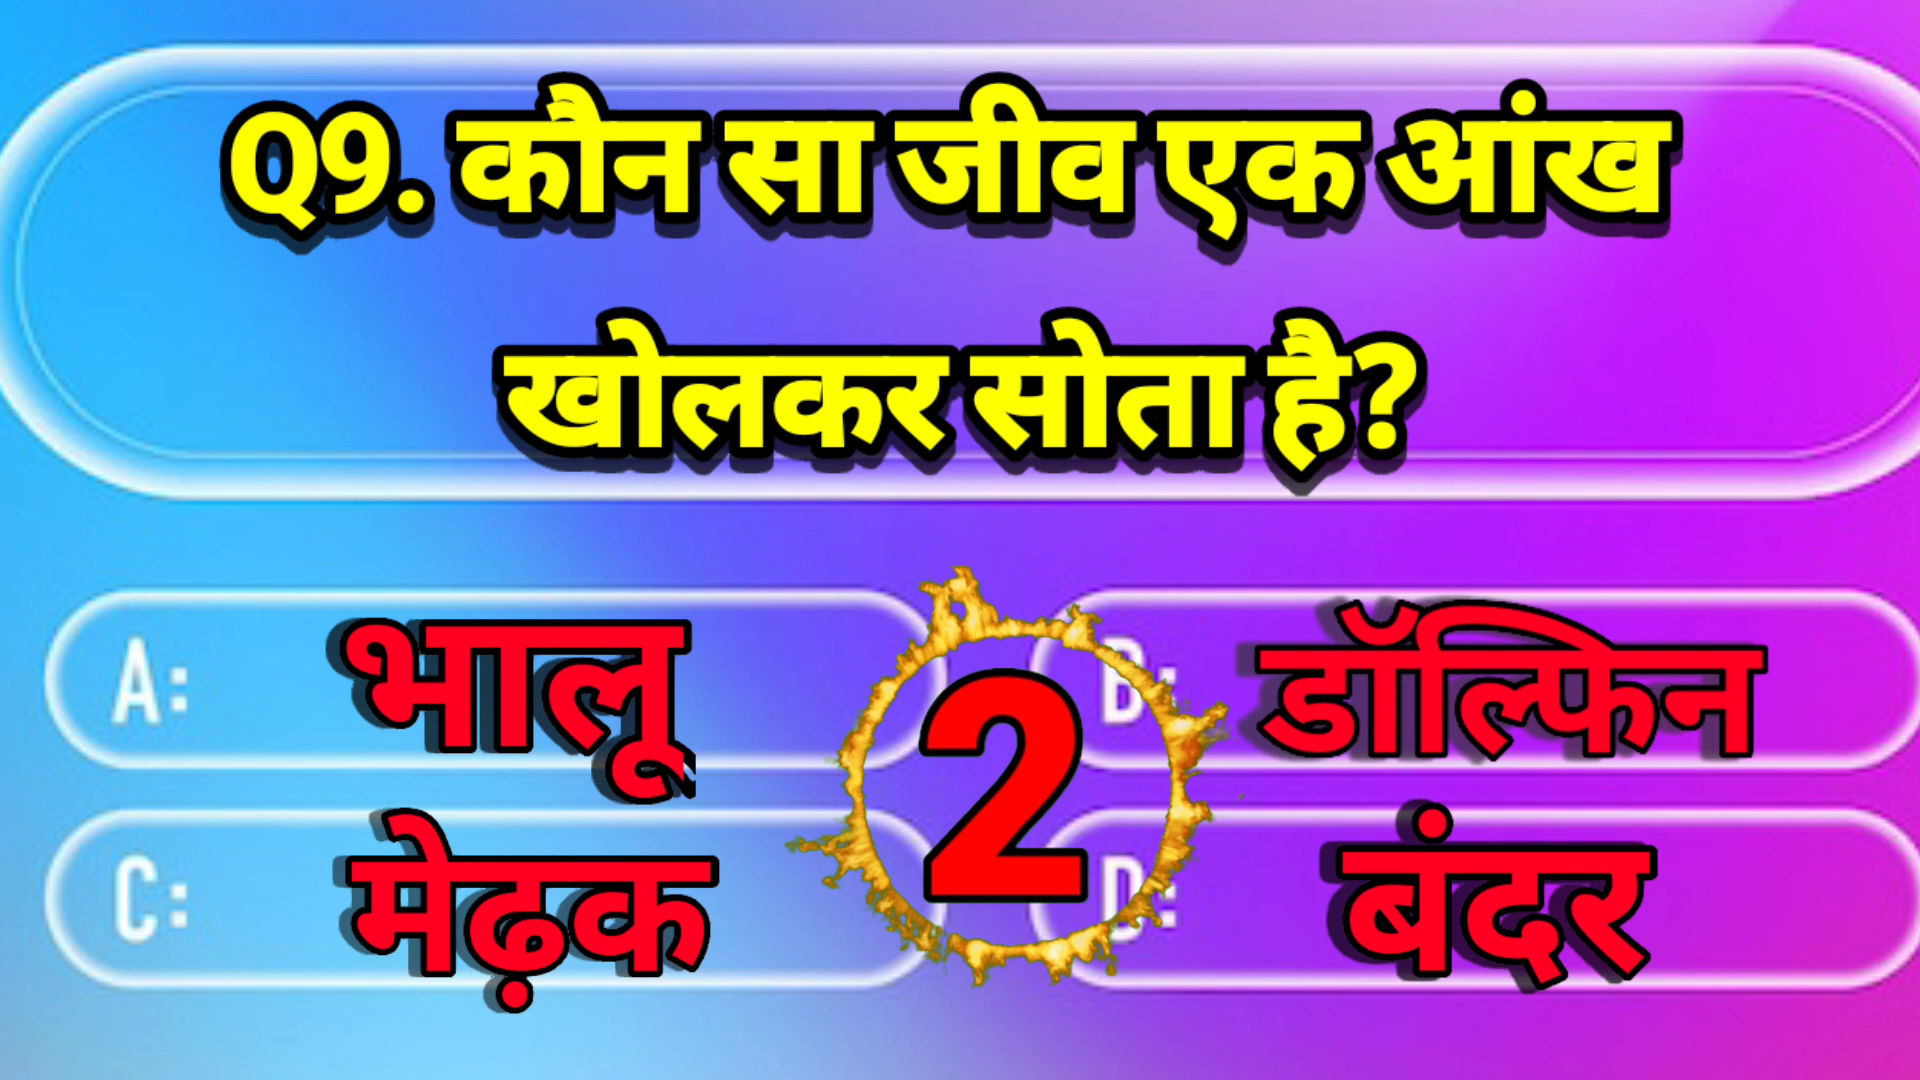 Q9. कौन सा जीव एक आंख
खोलकर सोता है?
A: भालू
B: डॉल्फिन
2
C: मेढ़क
D: बंदर